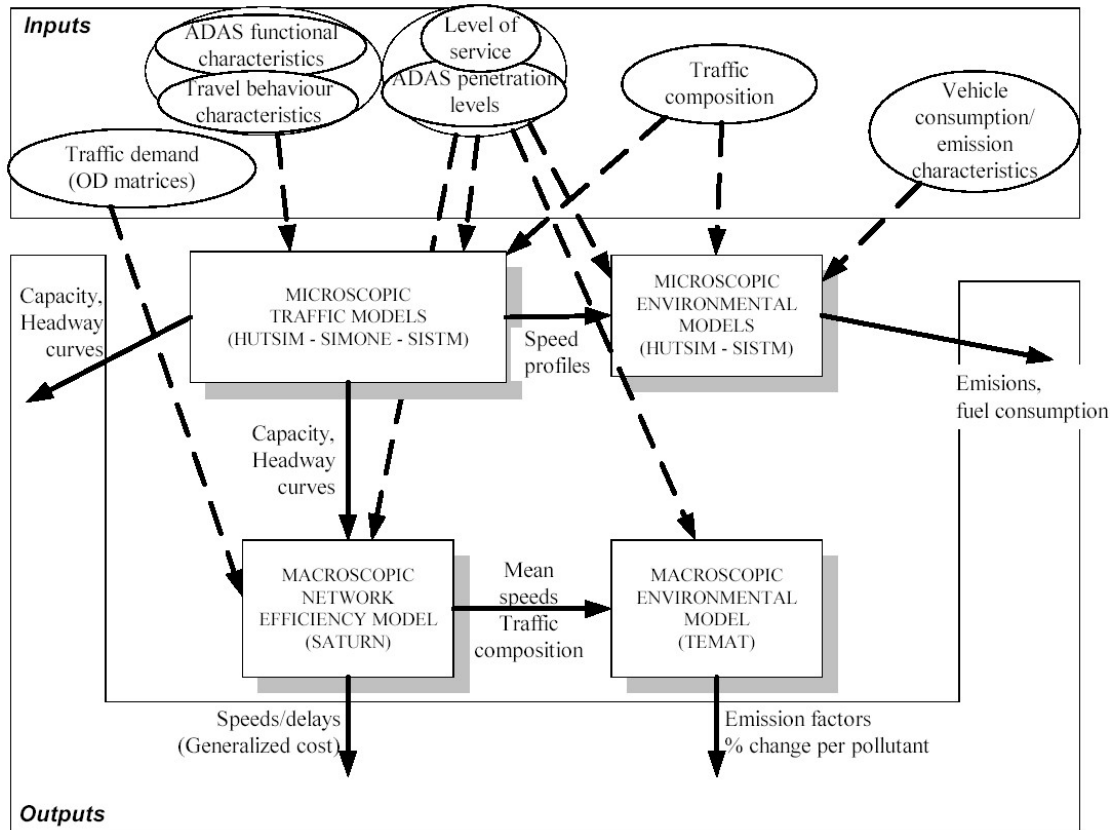 Inputs
ADAS functional
characteristics
Travel behaviour
characteristics
Level of
service
ADAS penetration
levels
Traffic
composition
Vehicle
consumption/
emission
characteristics
Traffic demand
(OD matrices)
Capacity,
Headway
curves
MICROSCOPIC
TRAFFIC MODELS
(HUTSIM - SIMONE - SISTM)
Speed
profiles
MICROSCOPIC
ENVIRONMENTAL
MODELS
(HUTSIM - SISTM)
Emisions,
fuel consumption
Capacity,
Headway
curves
MACROSCOPIC
NETWORK
EFFICIENCY MODEL
(SATURN)
Mean
speeds
Traffic
composition
MACROSCOPIC
ENVIRONMENTAL
MODEL
(TEMAT)
Speeds/delays
(Generalized cost)
Emission factors
% change per pollutant
Outputs